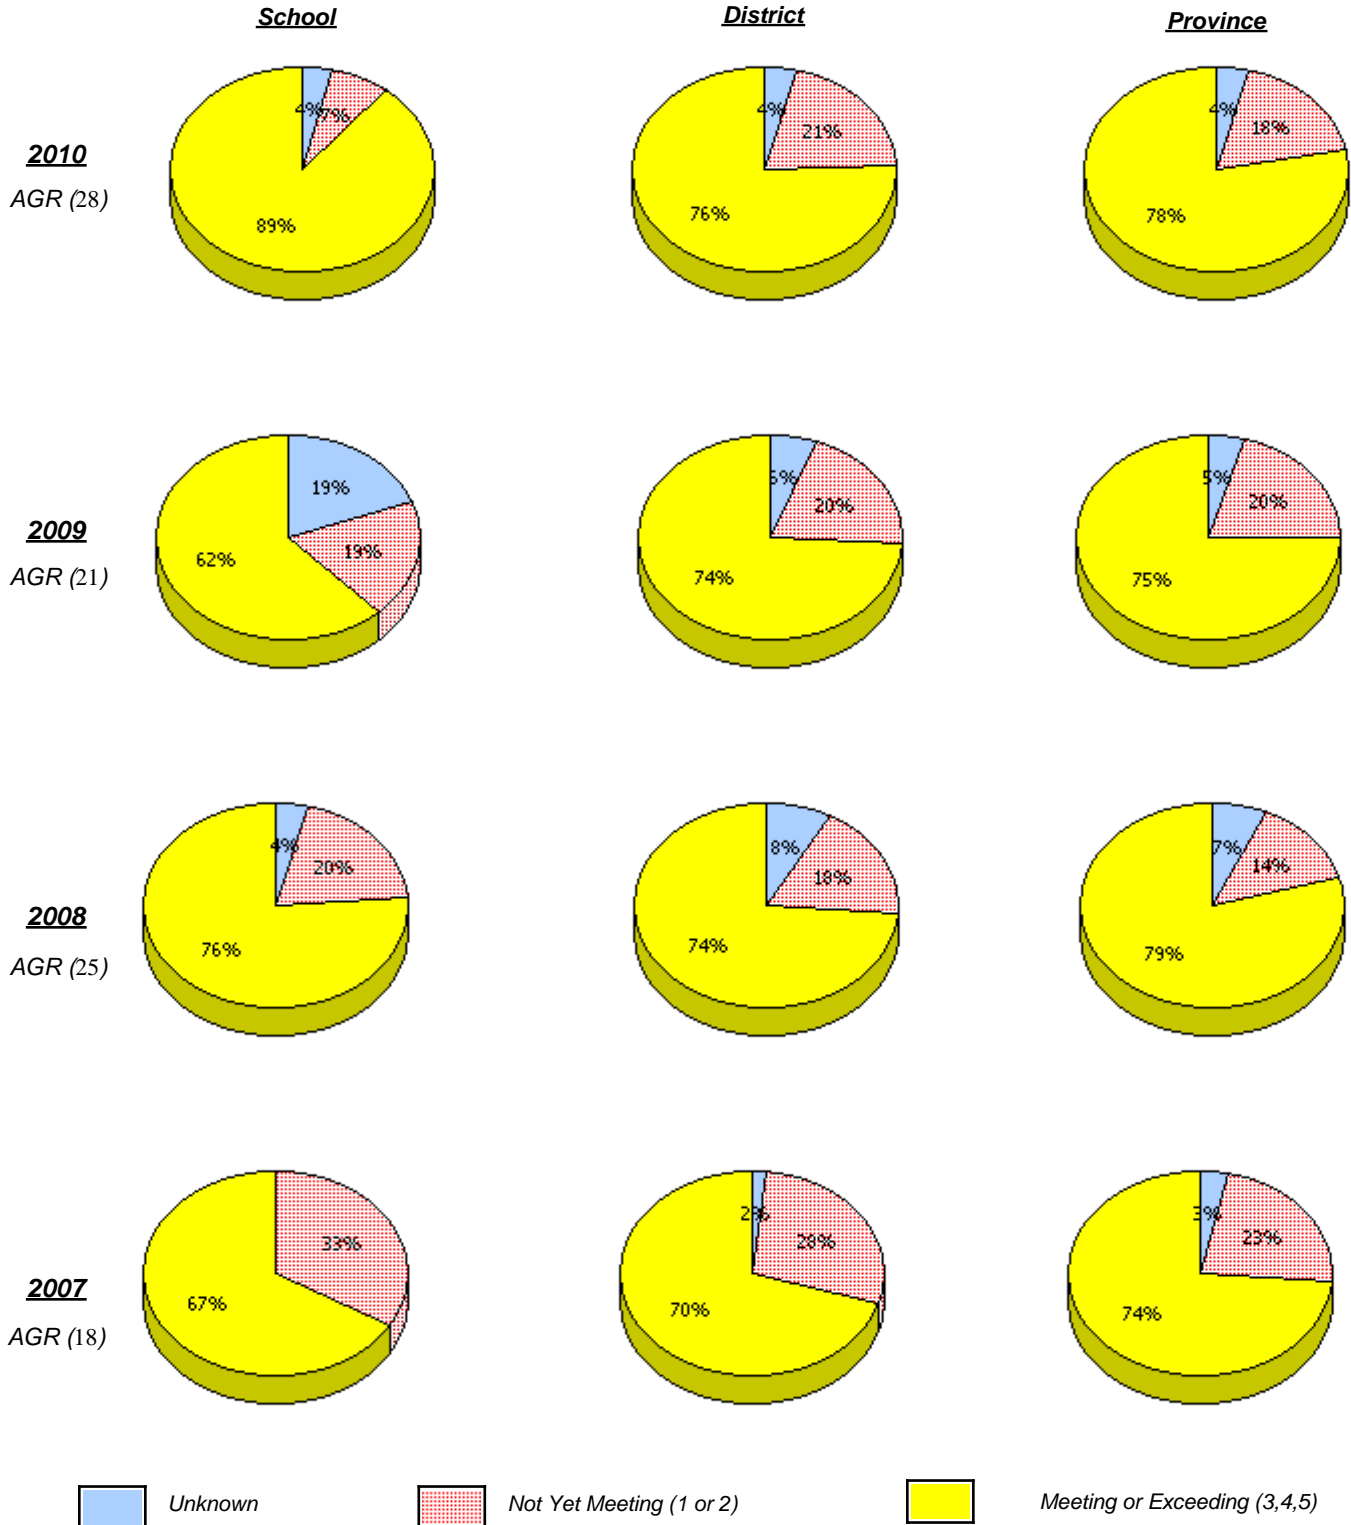 School District Province
4% 7% 4% 21% 4% 18%
2010
AGR (28)
89% 76% 78%
19% 5% 20%
20%
2009
AGR (21)
62% 19% 74% 75%
4% 20% 8% 18% 7% 14%
2008
AGR (25)
76% 74% 79%
33% 2% 28% 3% 23%
2007
AGR (18)
67% 70% 74%
Unknown Not Yet Meeting (1 or 2) Meeting or Exceeding (3,4,5)